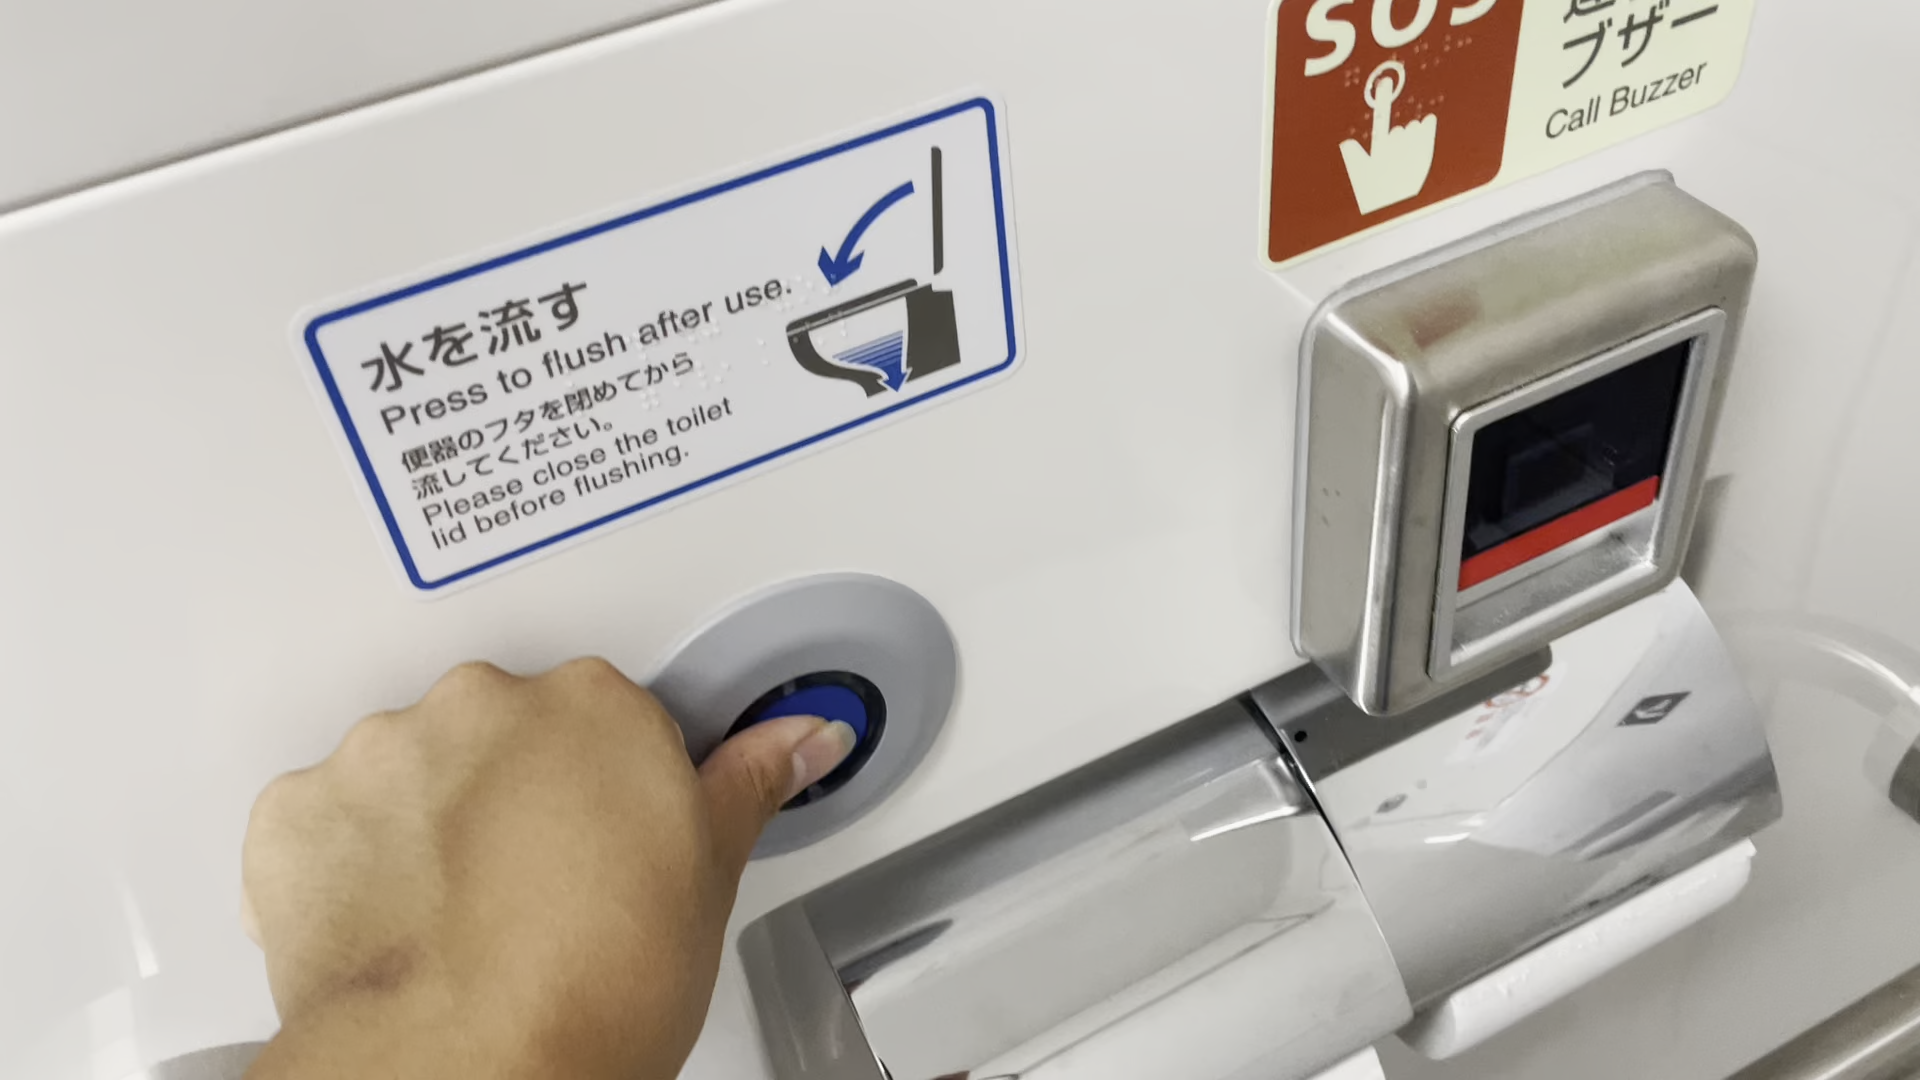 水を流す
Press to flush after use.
便器のフタを閉めてから
流してください。
Please close the toilet
lid before flushing.
SOS
ブザー
Call Buzzer